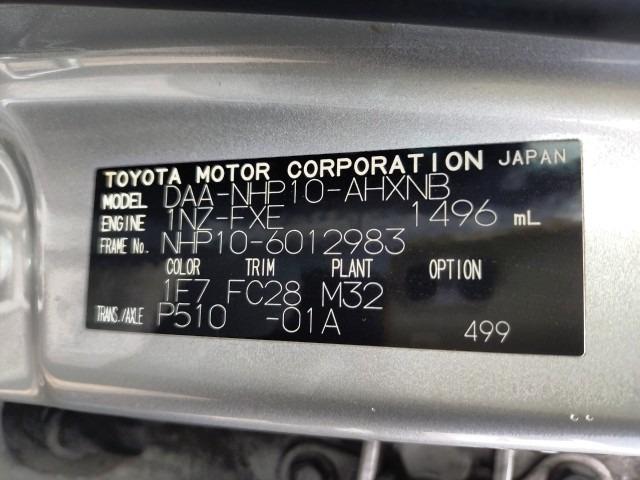 TOYOTA MOTOR CORPORATION JAPAN
MODEL DAA-NHP10-AHXNB
ENGINE 1NZ-FXE 1496 mL
FRAME No. NHP10-6012983
COLOR TRIM PLANT OPTION
1F7 FC28 M32
TRANS./AXLE P510 -01A 499